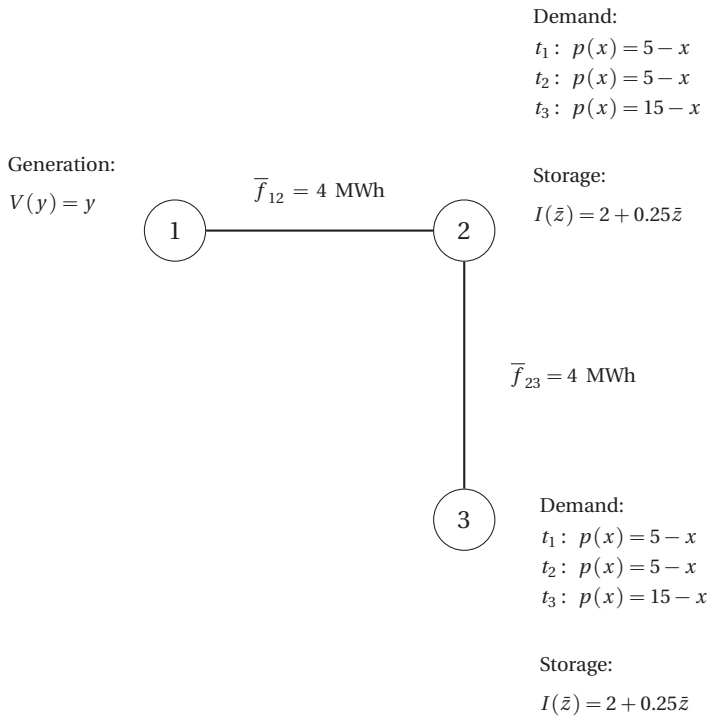 Demand:
t₁ : p(x) = 5 − x
t₂ : p(x) = 5 − x
t₃ : p(x) = 15 − x
Generation:
V(y) = y
f̅₁₂ = 4 MWh
Storage:
I(z̄) = 2 + 0.25z̄
1
2
f̅₂₃ = 4 MWh
3
Demand:
t₁ : p(x) = 5 − x
t₂ : p(x) = 5 − x
t₃ : p(x) = 15 − x
Storage:
I(z̄) = 2 + 0.25z̄